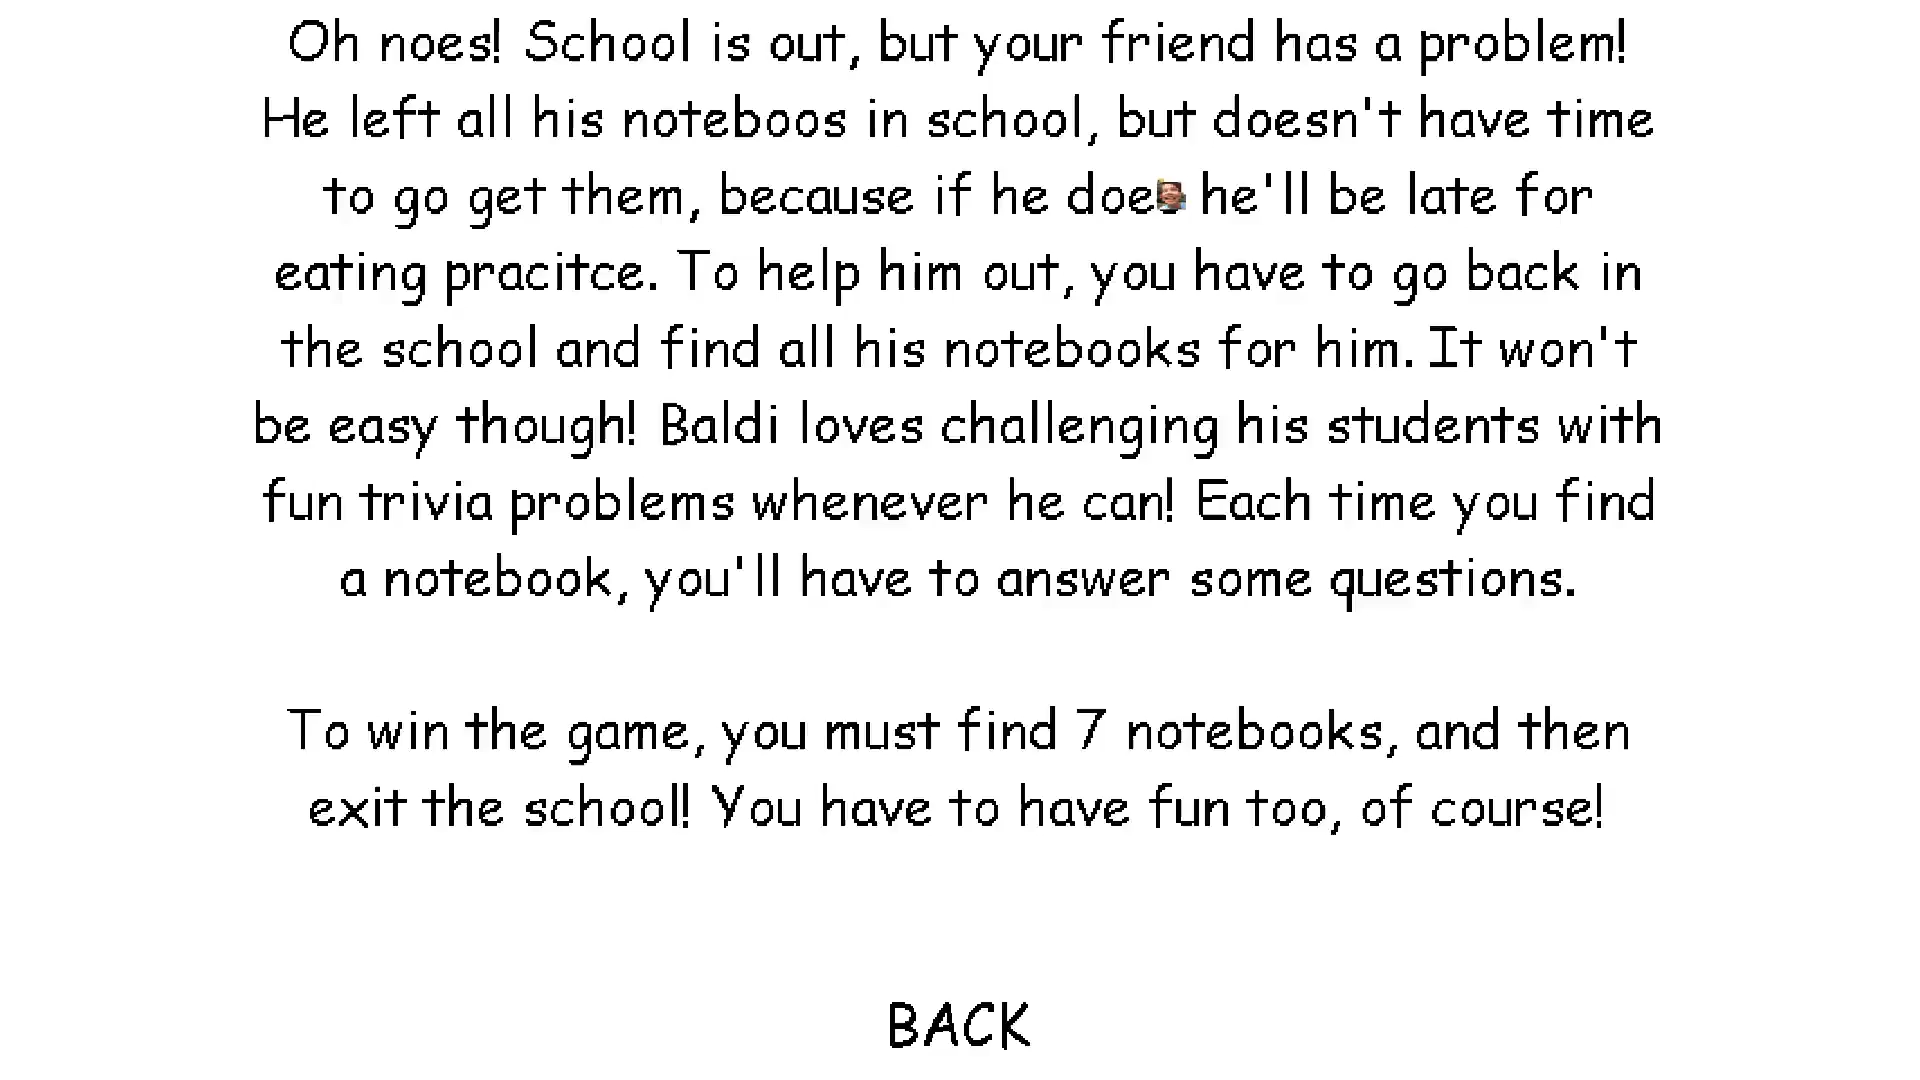 Oh noes! School is out, but your friend has a problem!
He left all his noteboos in school, but doesn't have time
to go get them, because if he does he'll be late for
eating pracitce. To help him out, you have to go back in
the school and find all his notebooks for him. It won't
be easy though! Baldi loves challenging his students with
fun trivia problems whenever he can! Each time you find
a notebook, you'll have to answer some questions.
To win the game, you must find 7 notebooks, and then
exit the school! You have to have fun too, of course!
BACK